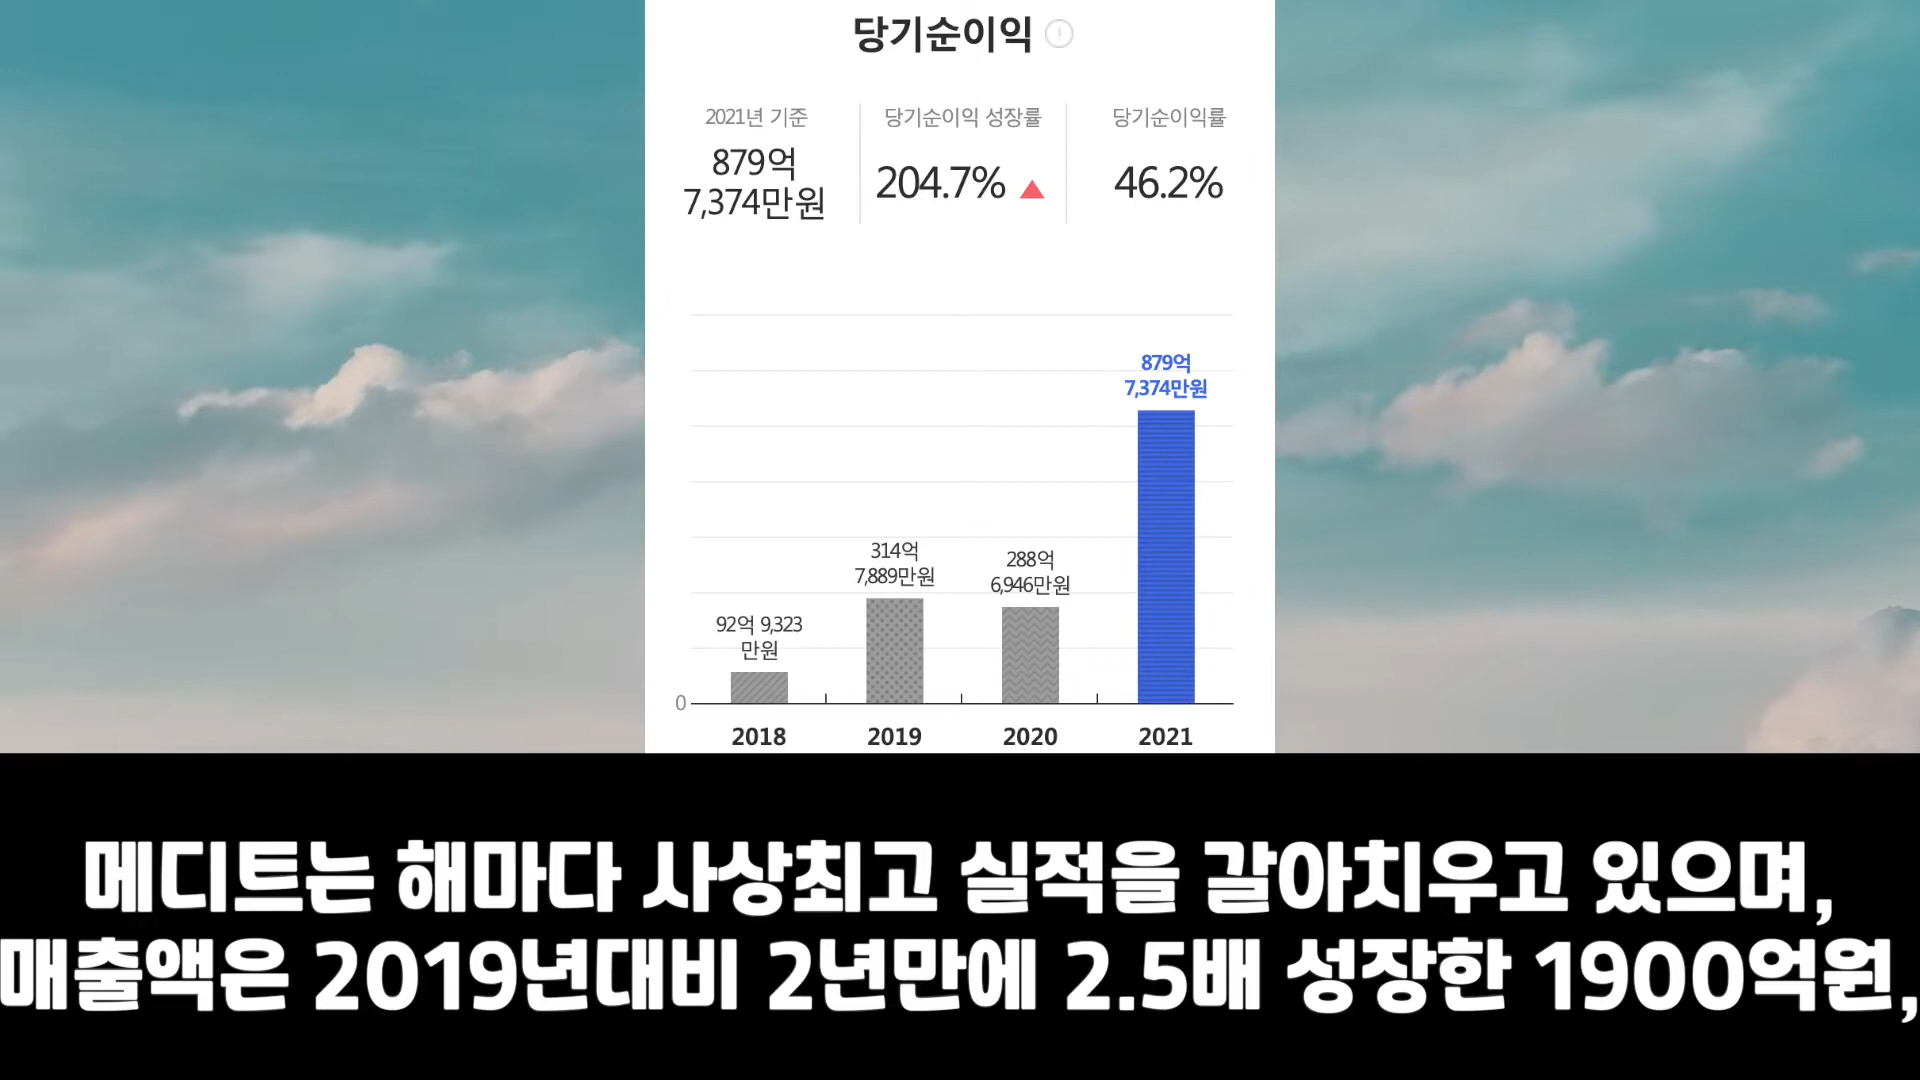 당기순이익
2021년 기준
879억
7,374만원
당기순이익 성장률
204.7%
당기순이익률
46.2%
879억
7,374만원
314억
7,889만원
288억
6,946만원
92억 9,323
만원
0
2018 2019 2020 2021
메디트는 해마다 사상최고 실적을 갈아치우고 있으며,
매출액은 2019년대비 2년만에 2.5배 성장한 1900억원,